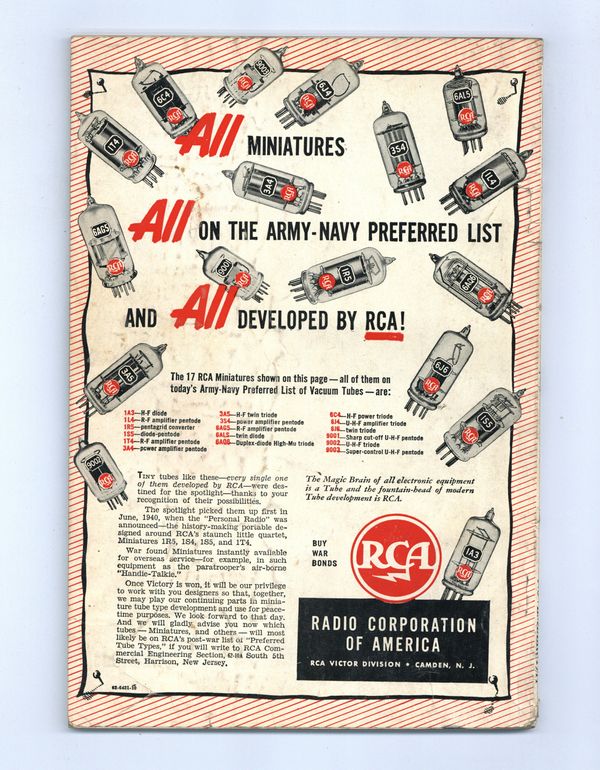 6C4
9003
6J4
6AL5
1T4
RCA
All MINIATURES
3S4
3A4
1L4
6AG5
All ON THE ARMY-NAVY PREFERRED LIST
9001
1R5
6AQ6
AND All DEVELOPED BY RCA!
3A5
6J6
The 17 RCA Miniatures shown on this page—all of them on
today's Army-Navy Preferred List of Vacuum Tubes—are:
1A3—H-F diode
1L4—R-F amplifier pentode
1R5—pentagrid converter
1S5—diode-pentode
1T4—R-F amplifier pentode
3A4—power amplifier pentode
3A5—H-F twin triode
3S4—power amplifier pentode
6AG5—R-F amplifier pentode
6AL5—twin diode
6AQ6—Duplex-diode High-Mu triode
6C4—H-F power triode
6J4—U-H-F amplifier triode
6J6—twin triode
9001—Sharp cut-off U-H-F pentode
9002—U-H-F triode
9003—Super-control U-H-F pentode
1S5
9002
TINY tubes like these—every single one
of them developed by RCA—were des-
tined for the spotlight—thanks to your
recognition of their possibilities.
The spotlight picked them up first in
June, 1940, when the "Personal Radio" was
announced—the history-making portable de-
signed around RCA's staunch little quartet,
Miniatures 1R5, 1S4, 1S5, and 1T4.
War found Miniatures instantly available
for overseas service—for example, in such
equipment as the paratrooper's air-borne
"Handie-Talkie."
Once Victory is won, it will be our privilege
to work with you designers so that, together,
we may play our continuing parts in minia-
ture tube type development and use for peace-
time purposes. We look forward to that day.
And we will gladly advise you now which
tubes—Miniatures, and others—will most
likely be on RCA's post-war list of "Preferred
Tube Types," if you will write to RCA Com-
mercial Engineering Section, South 5th
Street, Harrison, New Jersey.
62-6421-10
The Magic Brain of all electronic equipment
is a Tube and the fountain-head of modern
Tube development is RCA.
BUY
WAR
BONDS
RCA
1A3
RADIO CORPORATION
OF AMERICA
RCA VICTOR DIVISION • CAMDEN, N. J.